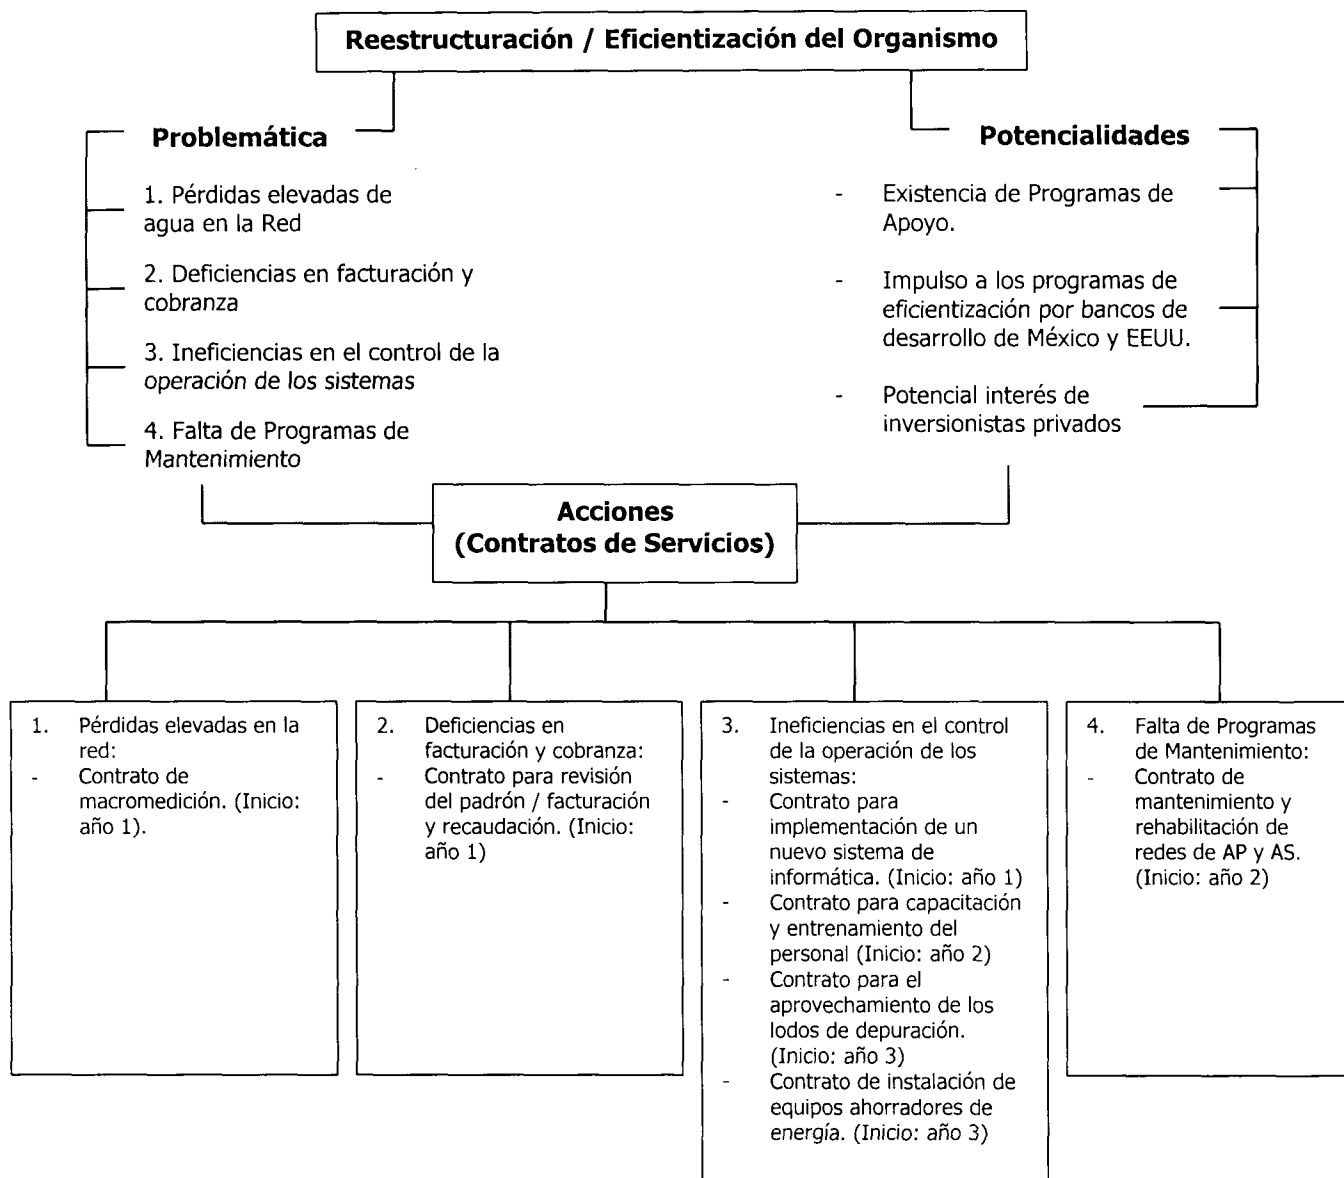 Reestructuración / Eficientización del Organismo
Problemática
1. Pérdidas elevadas de
agua en la Red
2. Deficiencias en facturación y
cobranza
3. Ineficiencias en el control de la
operación de los sistemas
4. Falta de Programas de
Mantenimiento
Potencialidades
- Existencia de Programas de
Apoyo.
- Impulso a los programas de
eficientización por bancos de
desarrollo de México y EEUU.
- Potencial interés de
inversionistas privados
Acciones
(Contratos de Servicios)
1. Pérdidas elevadas en la
red:
- Contrato de
macromedición. (Inicio:
año 1).
2. Deficiencias en
facturación y cobranza:
- Contrato para revisión
del padrón / facturación
y recaudación. (Inicio:
año 1)
3. Ineficiencias en el control
de la operación de los
sistemas:
- Contrato para
implementación de un
nuevo sistema de
informática. (Inicio: año 1)
- Contrato para capacitación
y entrenamiento del
personal (Inicio: año 2)
- Contrato para el
aprovechamiento de los
lodos de depuración.
(Inicio: año 3)
- Contrato de instalación de
equipos ahorradores de
energía. (Inicio: año 3)
4. Falta de Programas
de Mantenimiento:
- Contrato de
mantenimiento y
rehabilitación de
redes de AP y AS.
(Inicio: año 2)